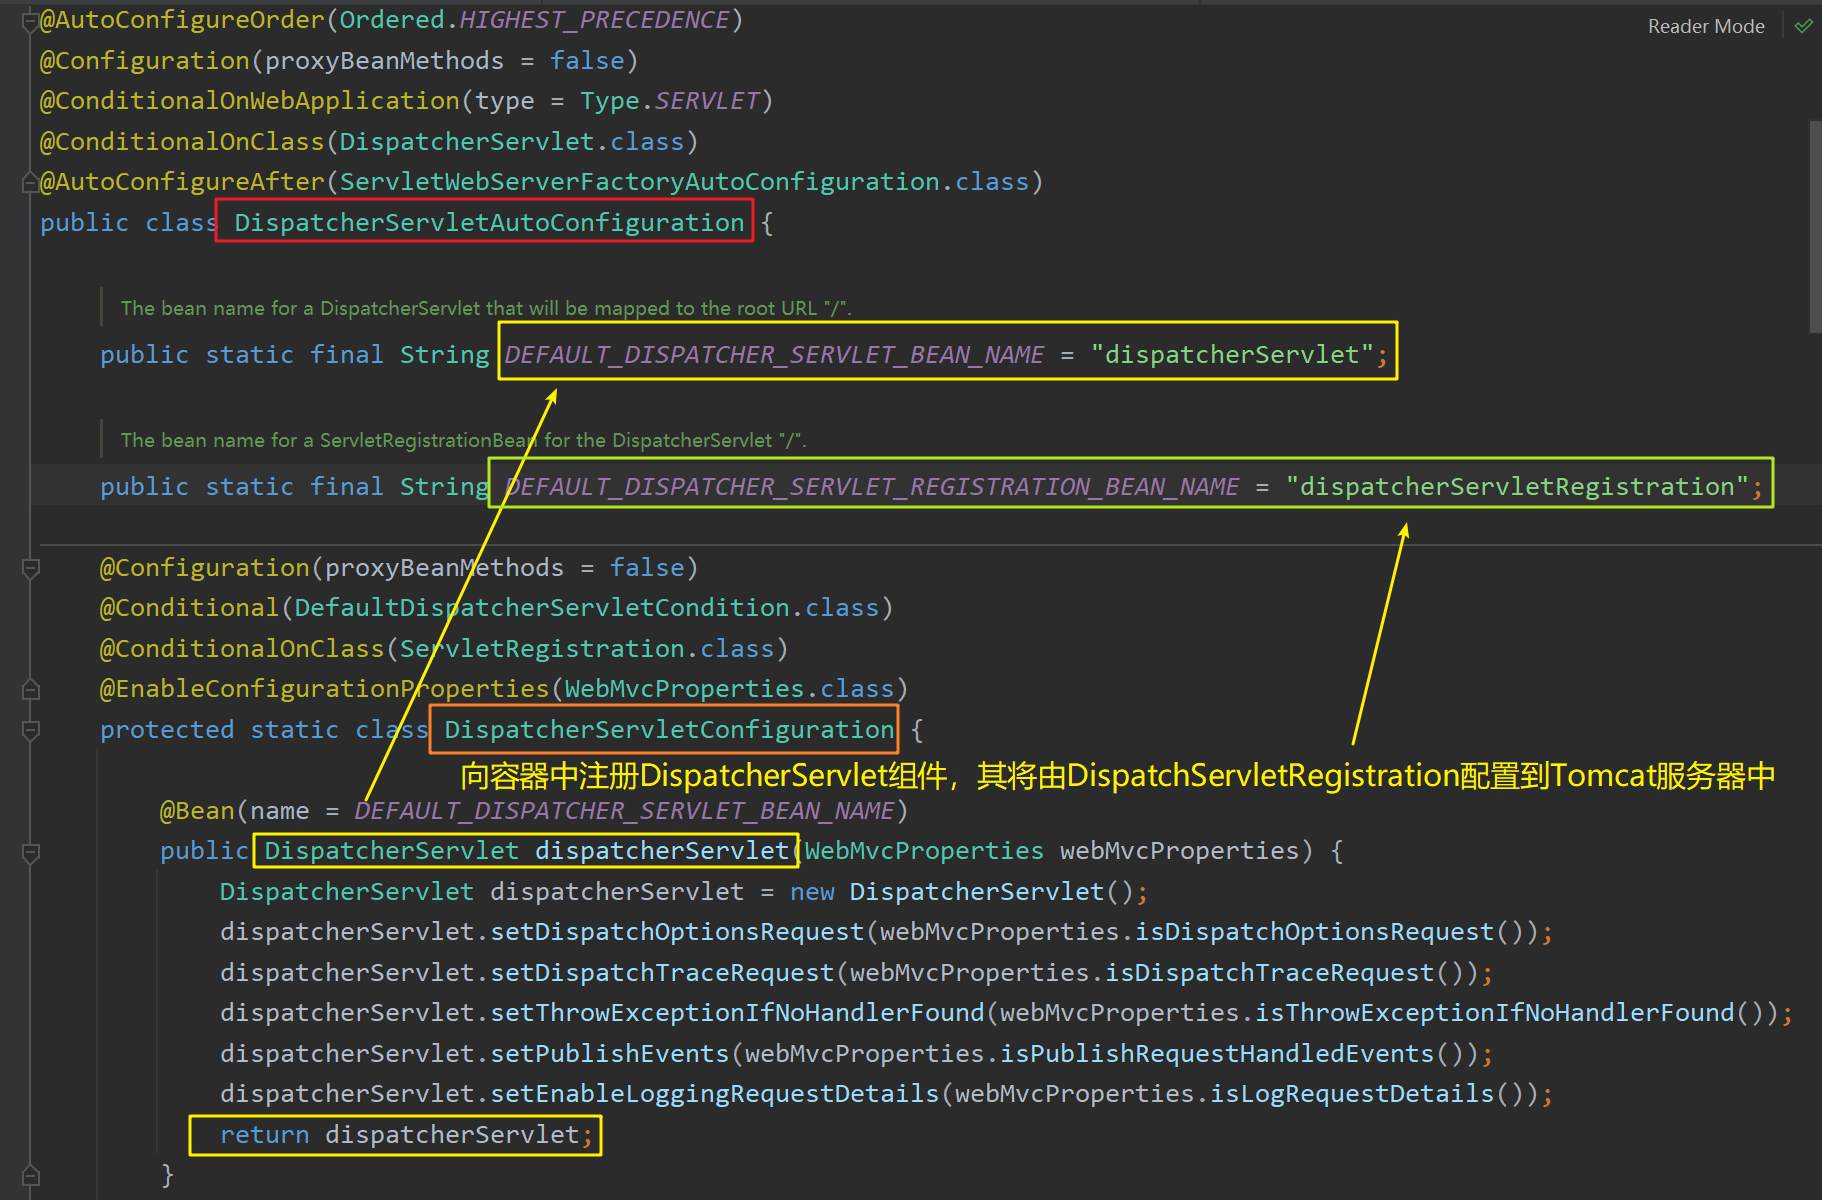 @AutoConfigureOrder(Ordered.HIGHEST_PRECEDENCE)
Reader Mode
@Configuration(proxyBeanMethods = false)
@ConditionalOnWebApplication(type = Type.SERVLET)
@ConditionalOnClass(DispatcherServlet.class)
@AutoConfigureAfter(ServletWebServerFactoryAutoConfiguration.class)
public class DispatcherServletAutoConfiguration {
The bean name for a DispatcherServlet that will be mapped to the root URL "/".
public static final String DEFAULT_DISPATCHER_SERVLET_BEAN_NAME = "dispatcherServlet";
The bean name for a ServletRegistrationBean for the DispatcherServlet "/".
public static final String DEFAULT_DISPATCHER_SERVLET_REGISTRATION_BEAN_NAME = "dispatcherServletRegistration";
@Configuration(proxyBeanMethods = false)
@Conditional(DefaultDispatcherServletCondition.class)
@ConditionalOnClass(ServletRegistration.class)
@EnableConfigurationProperties(WebMvcProperties.class)
protected static class DispatcherServletConfiguration {
向容器中注册DispatcherServlet组件，其将由DispatchServletRegistration配置到Tomcat服务器中
@Bean(name = DEFAULT_DISPATCHER_SERVLET_BEAN_NAME)
public DispatcherServlet dispatcherServlet(WebMvcProperties webMvcProperties) {
DispatcherServlet dispatcherServlet = new DispatcherServlet();
dispatcherServlet.setDispatchOptionsRequest(webMvcProperties.isDispatchOptionsRequest());
dispatcherServlet.setDispatchTraceRequest(webMvcProperties.isDispatchTraceRequest());
dispatcherServlet.setThrowExceptionIfNoHandlerFound(webMvcProperties.isThrowExceptionIfNoHandlerFound());
dispatcherServlet.setPublishEvents(webMvcProperties.isPublishRequestHandledEvents());
dispatcherServlet.setEnableLoggingRequestDetails(webMvcProperties.isLogRequestDetails());
return dispatcherServlet;
}